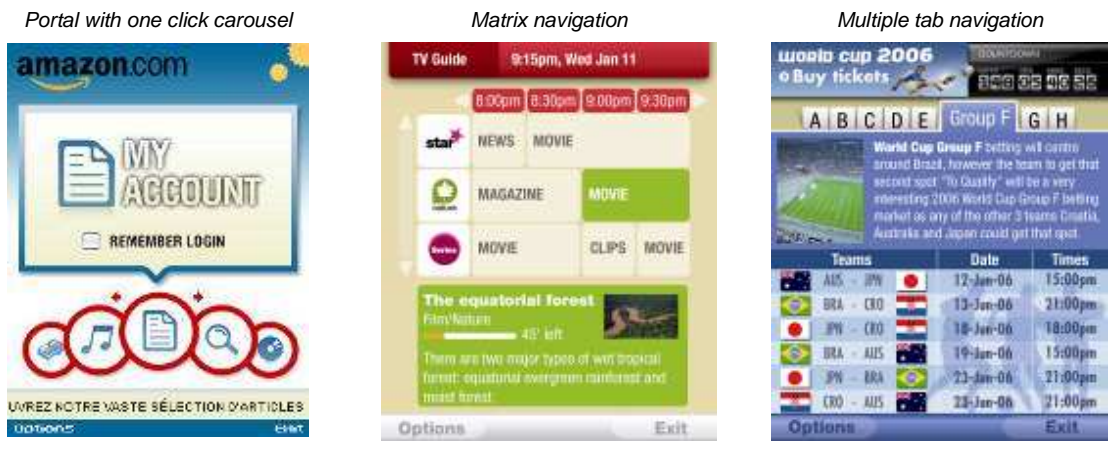 Portal with one click carousel
Matrix navigation
Multiple tab navigation
amazon.com
MY
ACCOUNT
REMEMBER LOGIN
UVREZ NOTRE VASTE SÉLECTION D'ARTICLES
Options Exit
TV Guide 9:15pm, Wed Jan 11
8:00pm 8:30pm 9:00pm 9:30pm
star NEWS MOVIE
MAGAZINE MOVIE
MOVIE CLIPS MOVIE
The equatorial forest
Film/Nature
45' left
There are two major types of wet tropical
forest: equatorial evergreen rainforest and
moist forest.
Options Exit
world cup 2006 COUNTDOWN
Buy tickets
A B C D E Group F G H
World Cup Group F betting will centre
around Brazil, however the team to get that
second spot "To Qualify" will be a very
interesting 2006 World Cup Group F betting
market as any of the other 3 teams Croatia,
Australia and Japan could get that spot.
Teams Date Times
AUS - JPN 12-Jun-06 15:00pm
BRA - CRO 13-Jun-06 21:00pm
JPN - CRO 18-Jun-06 18:00pm
BRA - AUS 19-Jun-06 15:00pm
JPN - BRA 22-Jun-06 21:00pm
CRO - AUS 21:00pm
Options Exit